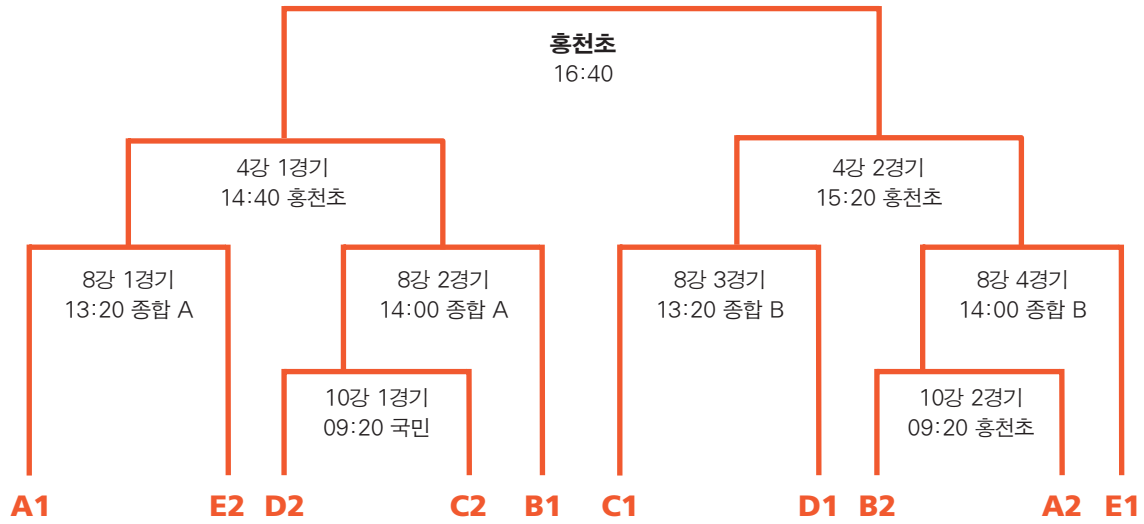 홍천초
16:40
4강 1경기
14:40 홍천초
4강 2경기
15:20 홍천초
8강 1경기
13:20 종합 A
8강 2경기
14:00 종합 A
8강 3경기
13:20 종합 B
8강 4경기
14:00 종합 B
10강 1경기
09:20 국민
10강 2경기
09:20 홍천초
A1 E2 D2 C2 B1 C1 D1 B2 A2 E1